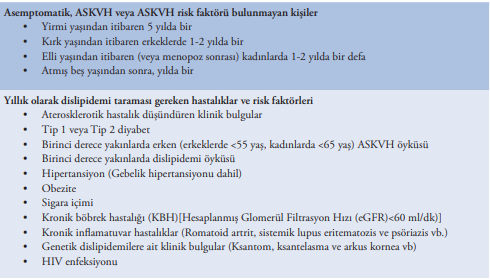 Asemptomatik, ASKVH veya ASKVH risk faktörü bulunmayan kişiler
• Yirmi yaşından itibaren 5 yılda bir
• Kırk yaşından itibaren erkeklerde 1-2 yılda bir
• Elli yaşından itibaren (veya menopoz sonrası) kadınlarda 1-2 yılda bir defa
• Atmış beş yaşından sonra, yılda bir
Yıllık olarak dislipidemi taraması gereken hastalıklar ve risk faktörleri
• Aterosklerotik hastalık düşündüren klinik bulgular
• Tip 1 veya Tip 2 diyabet
• Birinci derece yakınlarda erken (erkeklerde <55 yaş, kadınlarda <65 yaş) ASKVH öyküsü
• Birinci derece yakınlarda dislipidemi öyküsü
• Hipertansiyon (Gebelik hipertansiyonu dahil)
• Obezite
• Sigara içimi
• Kronik böbrek hastalığı (KBH)[Hesaplanmış Glomerül Filtrasyon Hızı (eGFR)<60 ml/dk)]
• Kronik inflamatuvar hastalıklar (Romatoid artrit, sistemik lupus eritematozis ve psöriazis vb.)
• Genetik dislipidemilere ait klinik bulgular (Ksantom, ksantelasma ve arkus kornea vb)
• HIV enfeksiyonu